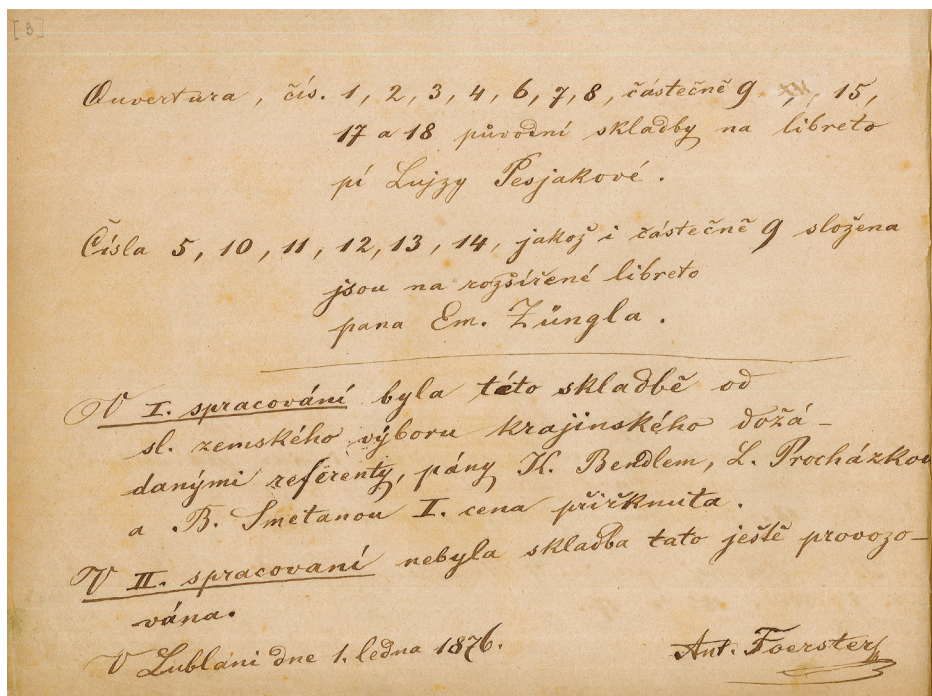 [3]
Ouvertura, čís. 1, 2, 3, 4, 6, 7, 8, částečně 9 , , 15,
17 a 18 původní skladby na libreto
pí Lujzy Pesjakové.
Čísla 5, 10, 11, 12, 13, 14, jakož i částečně 9 složena
jsou na rozšířené libreto
pana Em. Züngla.
V I. spracování byla této skladbě od
sl. zemského výboru krajinského dožá-
danými referenty, pány K. Bendlem, L. Procházkou
a B. Smetanou I. cena přiřknuta.
V II. spracovaní nebyla skladba tato ještě provozo-
vána.
V Lublani dne 1. ledna 1876.
Ant. Foerster